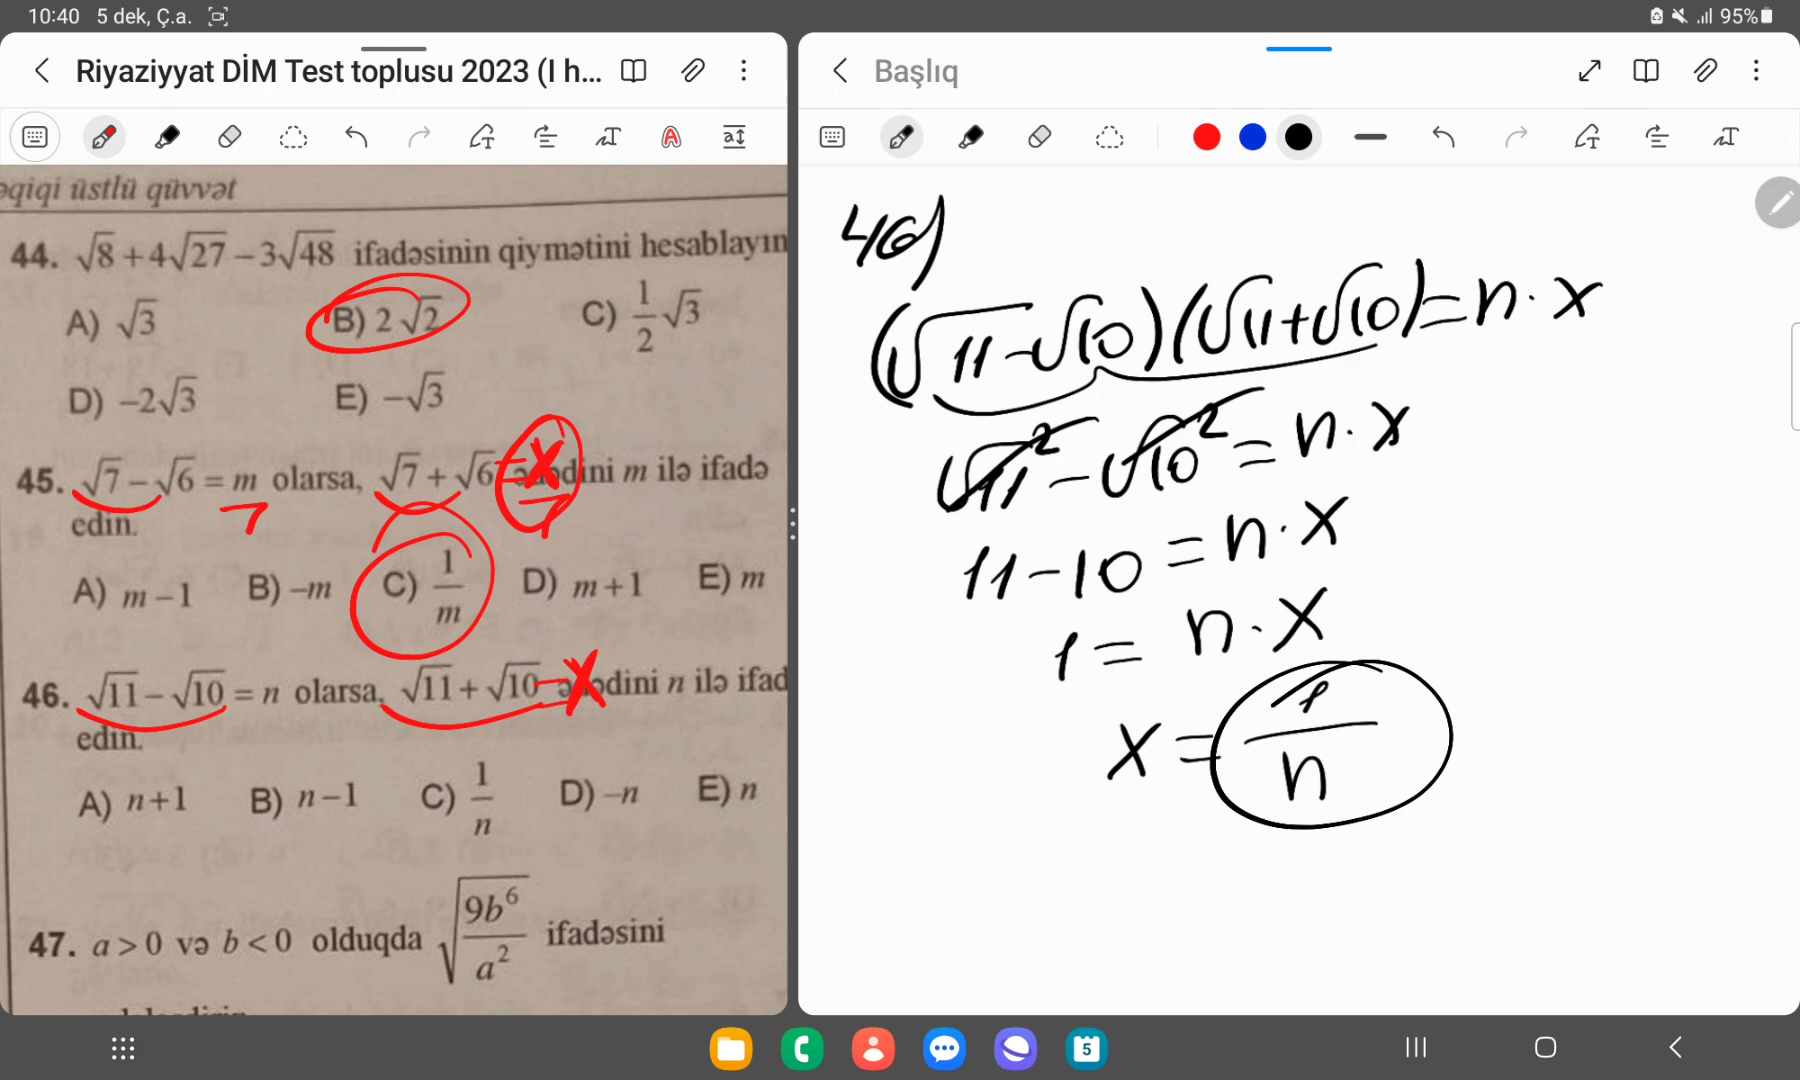 10:40 5 dek, Ç.a. 95%
Riyaziyyat DİM Test toplusu 2023 (I h...
əqiqi üstlü qüvvət
44. √8 + 4√27 − 3√48 ifadəsinin qiymətini hesablayın
A) √3 B) 2√2 C) 1/2 √3
D) −2√3 E) −√3
45. √7 − √6 = m olarsa, √7 + √6 = x dini m ilə ifadə
edin.
A) m − 1 B) −m C) 1/m D) m + 1 E) m
46. √11 − √10 = n olarsa, √11 + √10 = x dini n ilə ifad
edin.
A) n+1 B) n−1 C) 1/n D) −n E) n
47. a > 0 və b < 0 olduqda √(9b⁶/a²) ifadəsini
Başlıq
46)
(√11 − √10)(√11 + √10) = n · x
√11² − √10² = n · x
11 − 10 = n · x
1 = n · x
x = 1/n
5